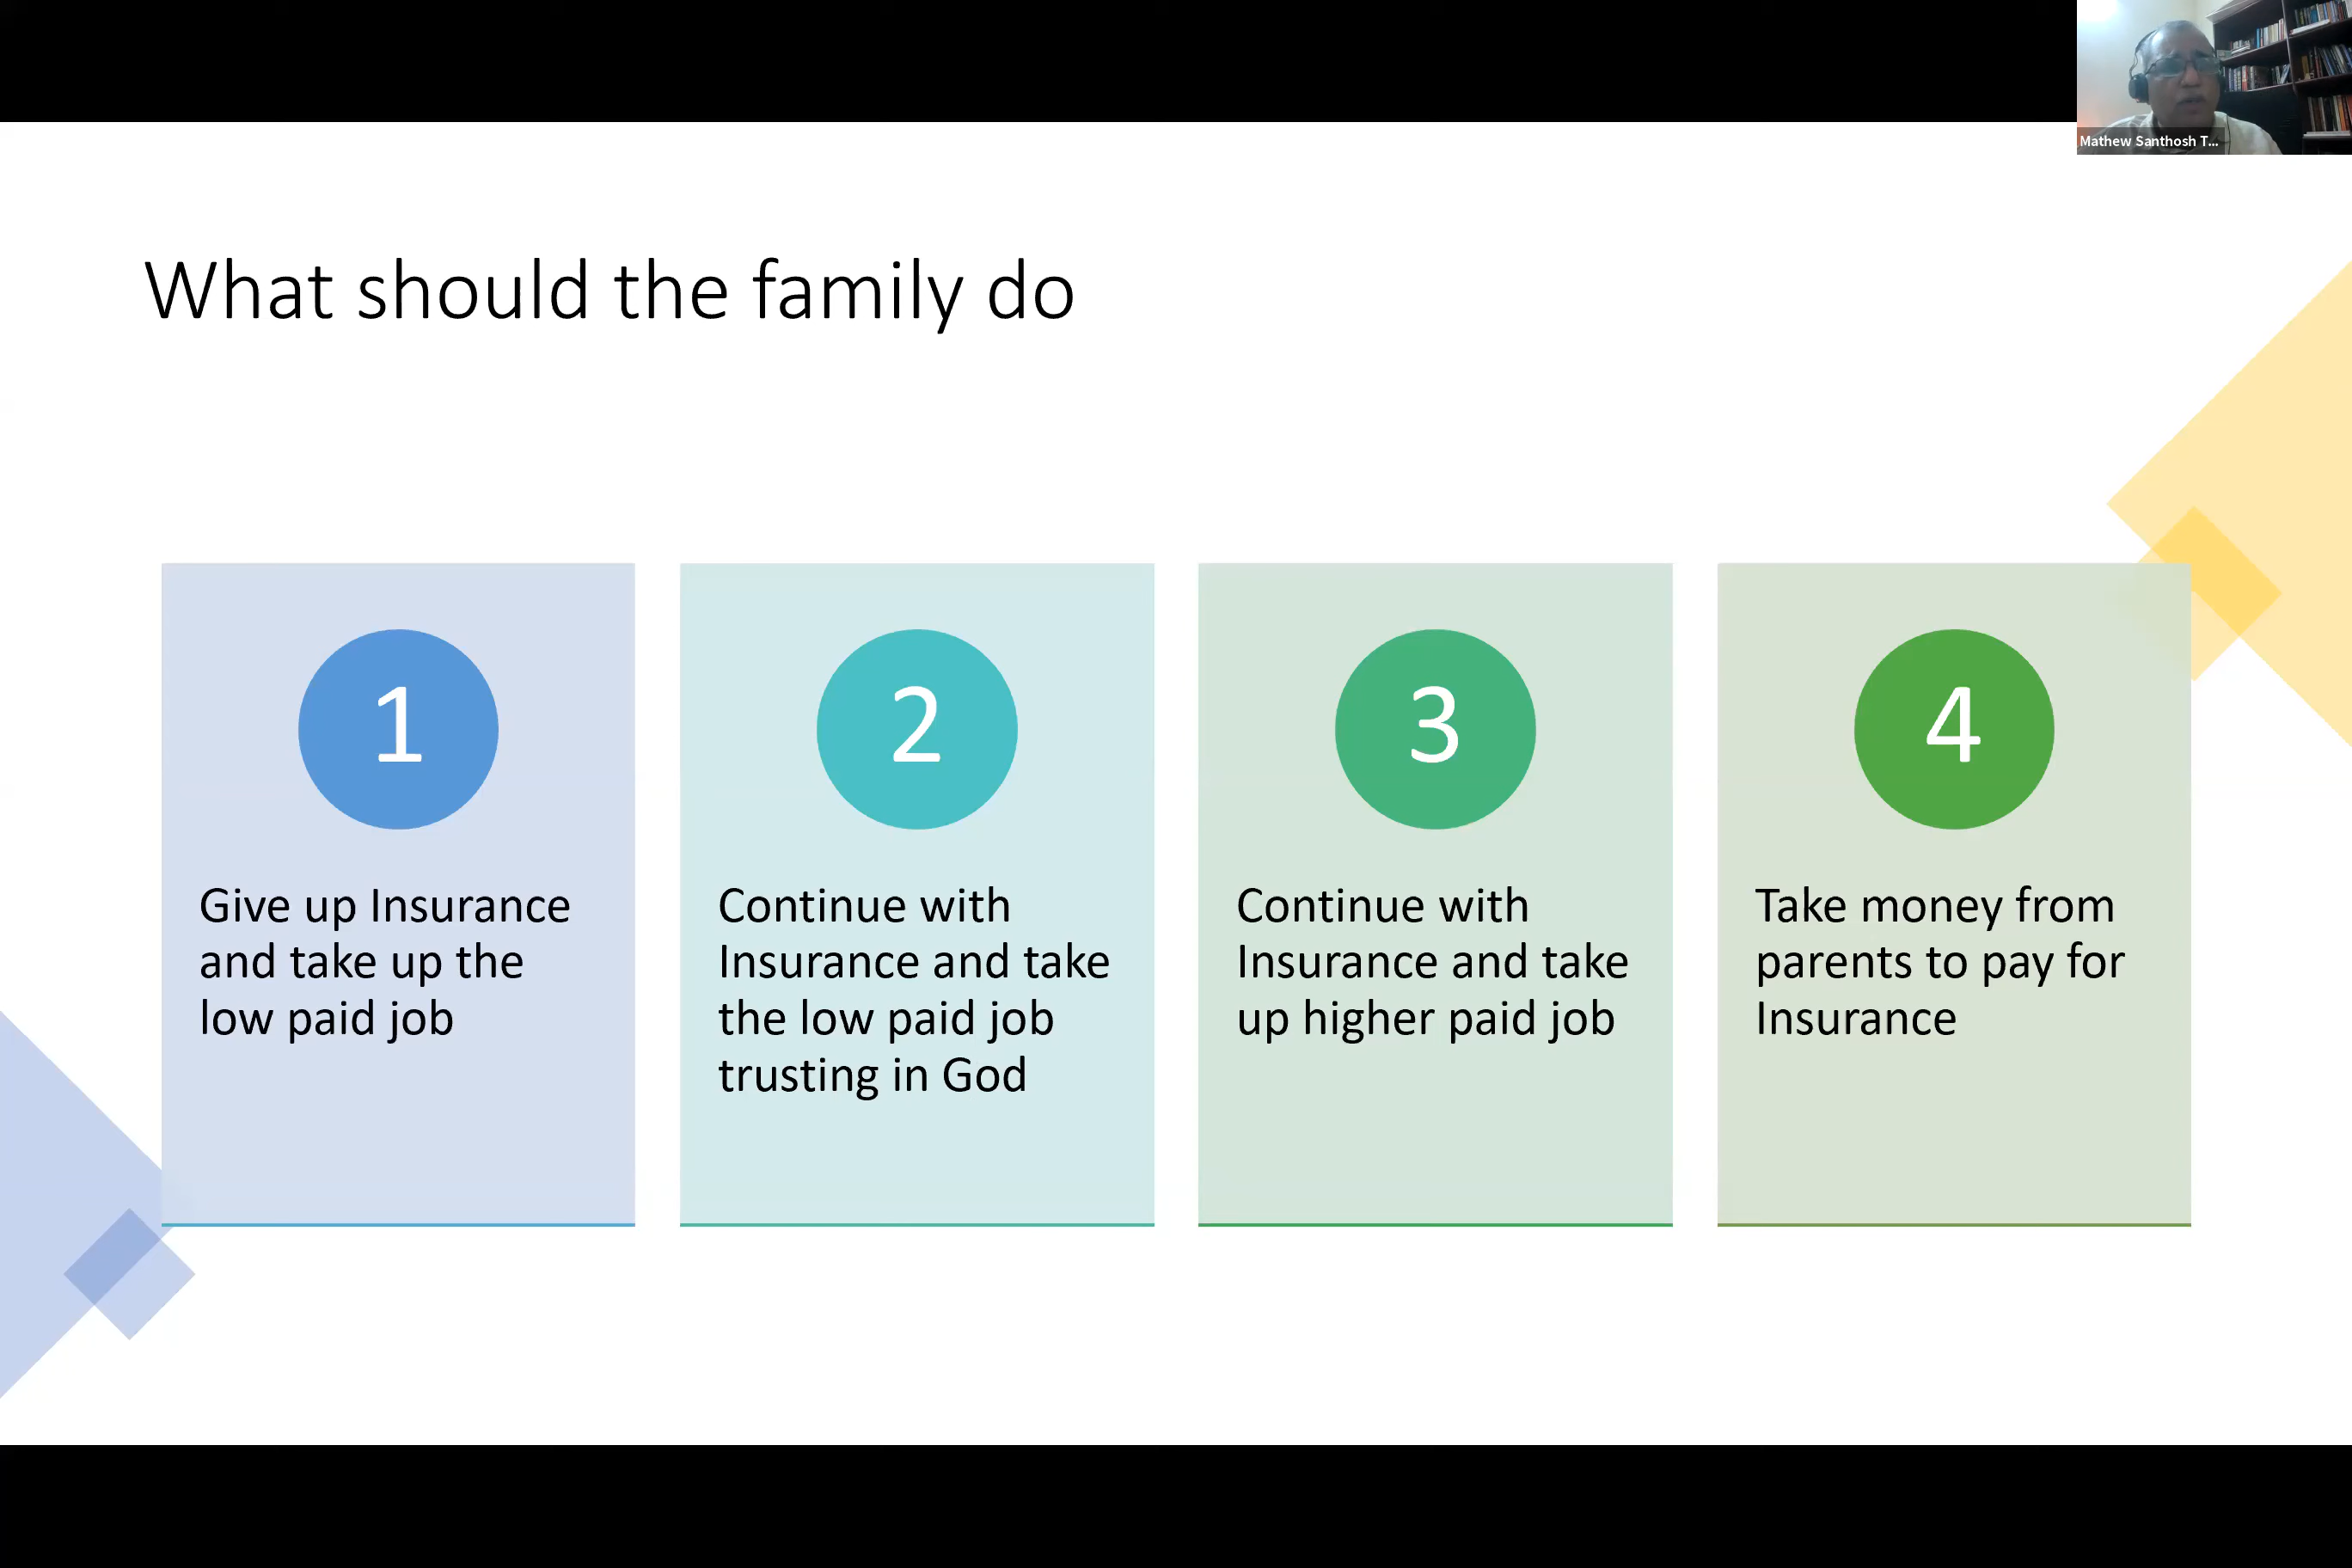 Mathew Santhosh T...
What should the family do
1
Give up Insurance
and take up the
low paid job
2
Continue with
Insurance and take
the low paid job
trusting in God
3
Continue with
Insurance and take
up higher paid job
4
Take money from
parents to pay for
Insurance